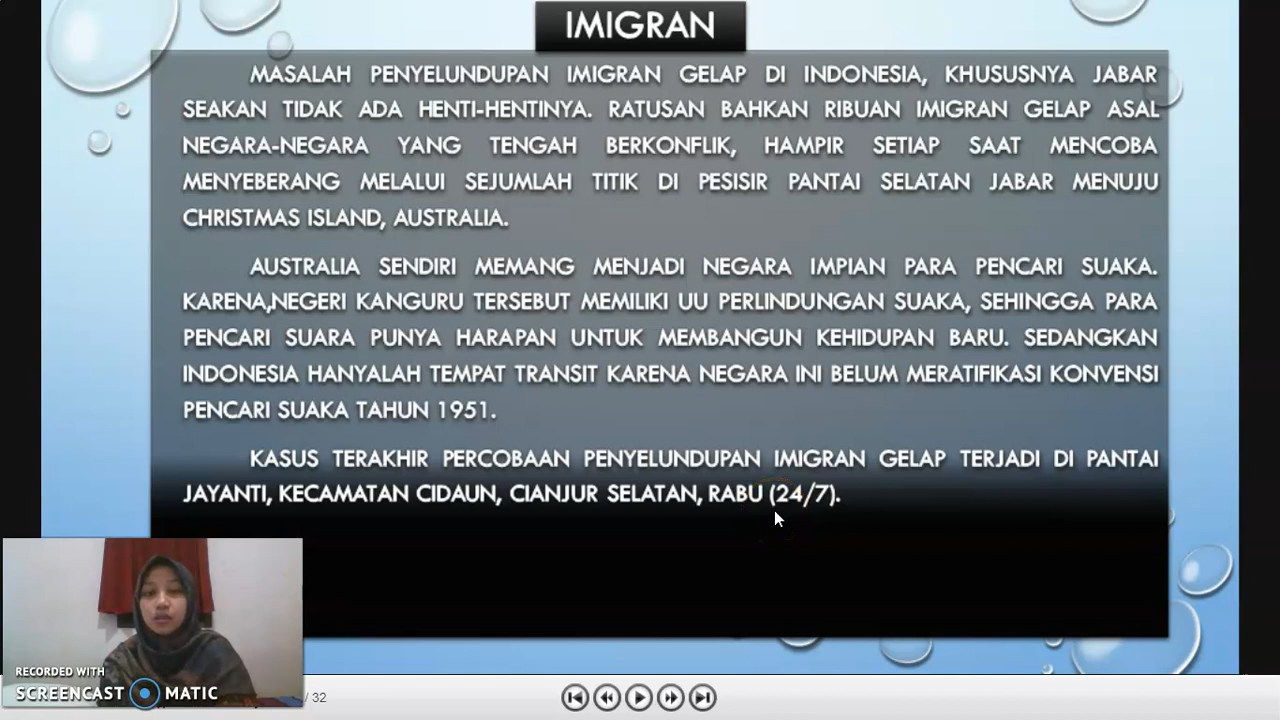 IMIGRAN
MASALAH PENYELUNDUPAN IMIGRAN GELAP DI INDONESIA, KHUSUSNYA JABAR
SEAKAN TIDAK ADA HENTI-HENTINYA. RATUSAN BAHKAN RIBUAN IMIGRAN GELAP ASAL
NEGARA-NEGARA YANG TENGAH BERKONFLIK, HAMPIR SETIAP SAAT MENCOBA
MENYEBERANG MELALUI SEJUMLAH TITIK DI PESISIR PANTAI SELATAN JABAR MENUJU
CHRISTMAS ISLAND, AUSTRALIA.
AUSTRALIA SENDIRI MEMANG MENJADI NEGARA IMPIAN PARA PENCARI SUAKA.
KARENA,NEGERI KANGURU TERSEBUT MEMILIKI UU PERLINDUNGAN SUAKA, SEHINGGA PARA
PENCARI SUARA PUNYA HARAPAN UNTUK MEMBANGUN KEHIDUPAN BARU. SEDANGKAN
INDONESIA HANYALAH TEMPAT TRANSIT KARENA NEGARA INI BELUM MERATIFIKASI KONVENSI
PENCARI SUAKA TAHUN 1951.
KASUS TERAKHIR PERCOBAAN PENYELUNDUPAN IMIGRAN GELAP TERJADI DI PANTAI
JAYANTI, KECAMATAN CIDAUN, CIANJUR SELATAN, RABU (24/7).
RECORDED WITH
SCREENCAST MATIC
/ 32